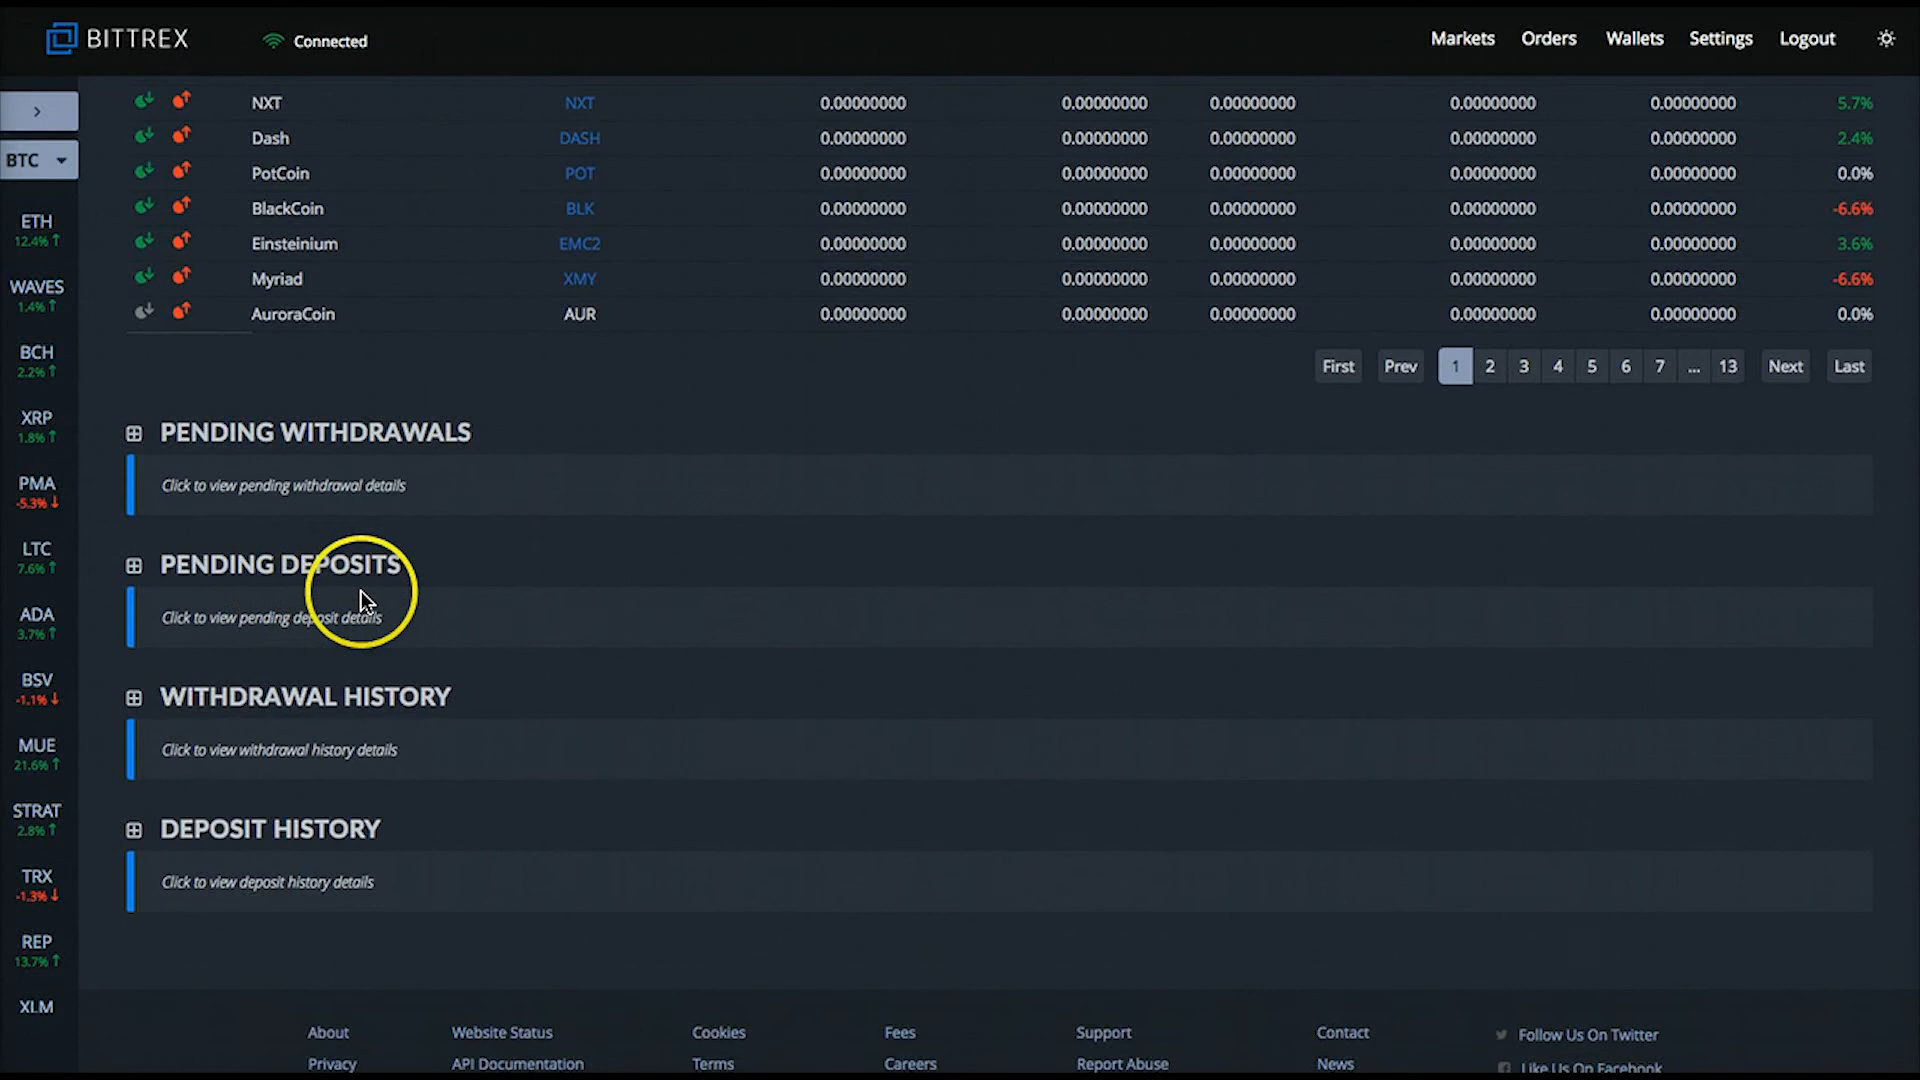 BITTREX
Connected
Markets Orders Wallets Settings Logout
>
BTC
ETH
12.4% ↑
WAVES
1.4% ↑
BCH
2.2% ↑
XRP
1.8% ↑
PMA
-5.3% ↓
LTC
7.6% ↑
ADA
3.7% ↑
BSV
-1.1% ↓
MUE
21.6% ↑
STRAT
2.8% ↑
TRX
-1.3% ↓
REP
13.7% ↑
XLM
NXT NXT 0.00000000 0.00000000 0.00000000 0.00000000 0.00000000 5.7%
Dash DASH 0.00000000 0.00000000 0.00000000 0.00000000 0.00000000 2.4%
PotCoin POT 0.00000000 0.00000000 0.00000000 0.00000000 0.00000000 0.0%
BlackCoin BLK 0.00000000 0.00000000 0.00000000 0.00000000 0.00000000 -6.6%
Einsteinium EMC2 0.00000000 0.00000000 0.00000000 0.00000000 0.00000000 3.6%
Myriad XMY 0.00000000 0.00000000 0.00000000 0.00000000 0.00000000 -6.6%
AuroraCoin AUR 0.00000000 0.00000000 0.00000000 0.00000000 0.00000000 0.0%
First Prev 1 2 3 4 5 6 7 ... 13 Next Last
PENDING WITHDRAWALS
Click to view pending withdrawal details
PENDING DEPOSITS
Click to view pending deposit details
WITHDRAWAL HISTORY
Click to view withdrawal history details
DEPOSIT HISTORY
Click to view deposit history details
About Website Status Cookies Fees Support Contact Follow Us On Twitter
Privacy API Documentation Terms Careers Report Abuse News Like Us On Facebook